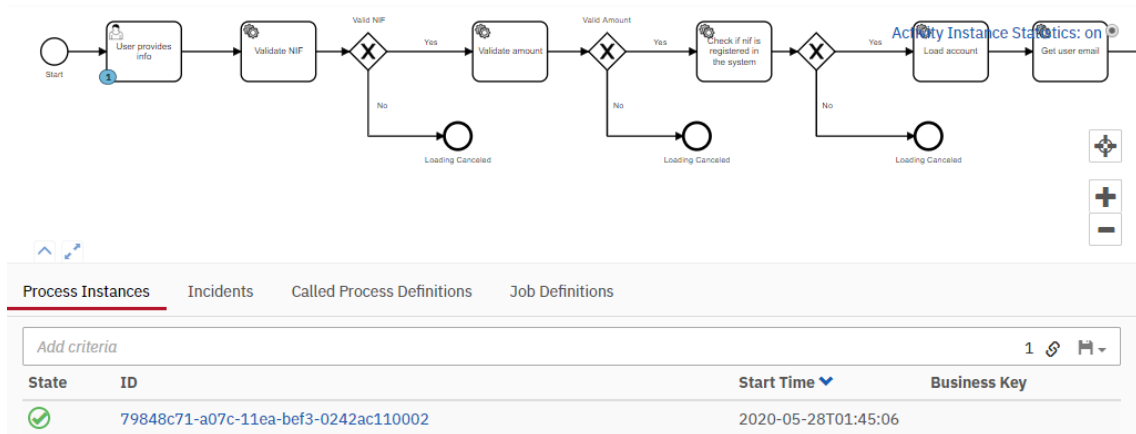 Valid NIF
Valid Amount
User provides
info
Validate NIF
Yes
Validate amount
Yes
Check if nif is
registered in
the system
Yes
Activity Instance Statistics: on
Load account
Get user email
Start
1
No
No
No
Loading Canceled
Loading Canceled
Loading Canceled
Process Instances
Incidents
Called Process Definitions
Job Definitions
Add criteria
1
State
ID
Start Time
Business Key
79848c71-a07c-11ea-bef3-0242ac110002
2020-05-28T01:45:06